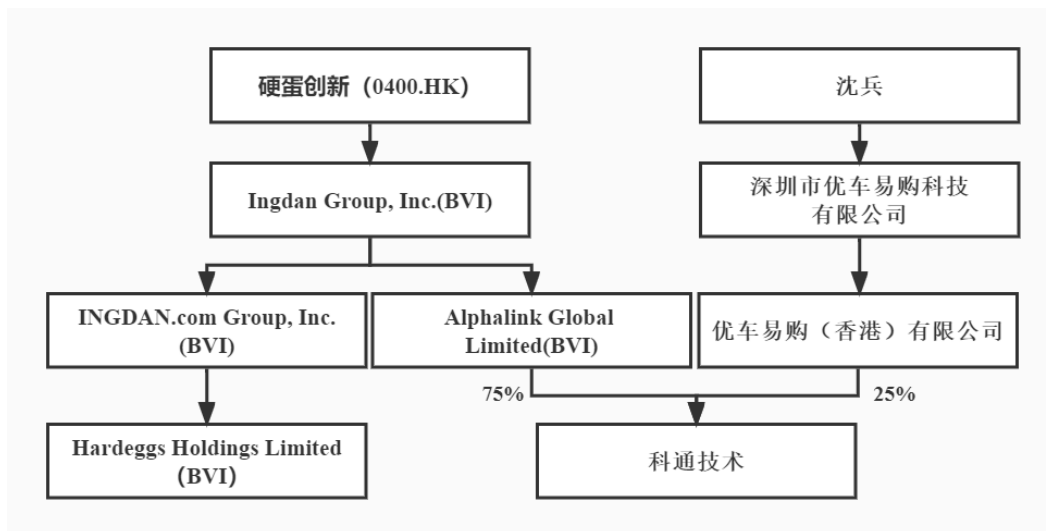 硬蛋创新（0400.HK）
沈兵
Ingdan Group, Inc.(BVI)
深圳市优车易购科技
有限公司
INGDAN.com Group, Inc.
(BVI)
Alphalink Global
Limited(BVI)
优车易购（香港）有限公司
75%
25%
Hardeggs Holdings Limited
（BVI）
科通技术